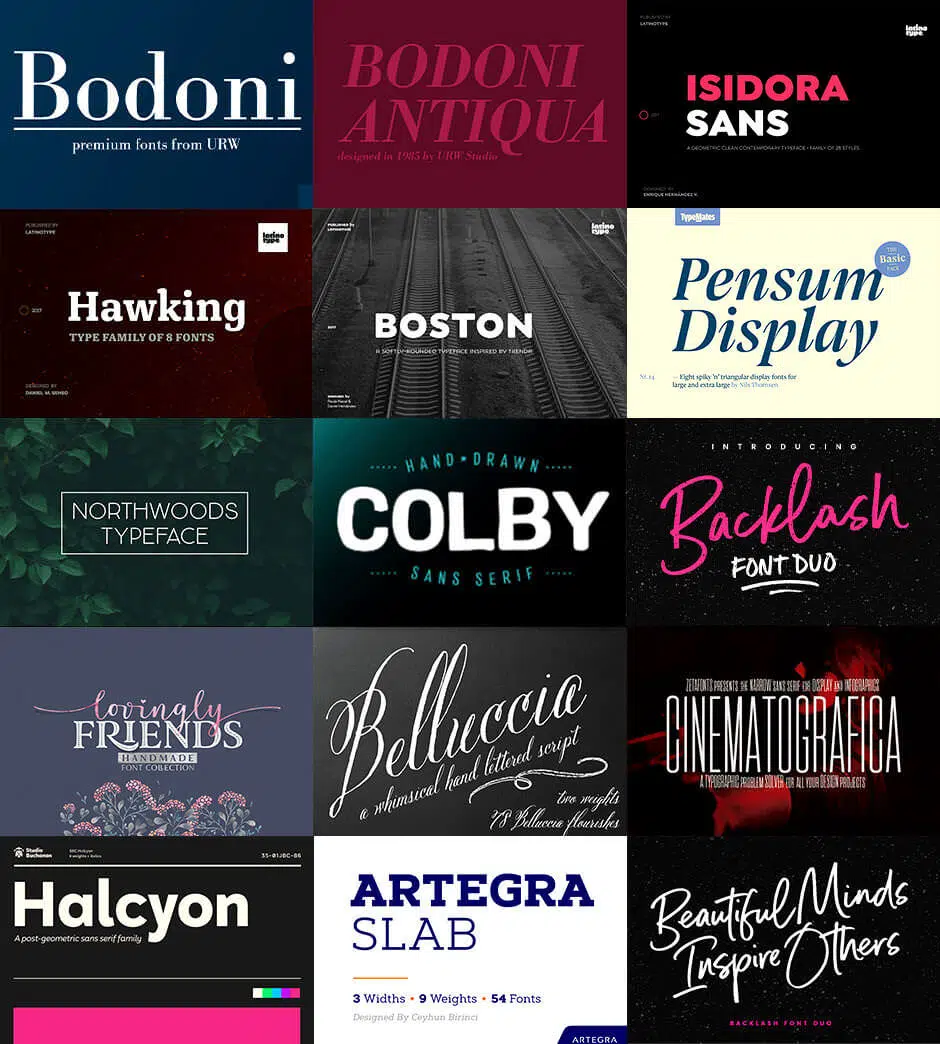 Bodoni
premium fonts from URW
BODONI
ANTIQUA
designed in 1985 by URW Studio
PUBLISHED BY
LATINOTYPE
latino
type
2017
ISIDORA
SANS
A GEOMETRIC CLEAN CONTEMPORARY TYPEFACE • FAMILY OF 28 STYLES
DESIGNED BY
ENRIQUE HERNÁNDEZ V.
PUBLISHED BY
LATINOTYPE
latino
type
2017
Hawking
TYPE FAMILY OF 8 FONTS
DESIGNED BY
PUBLISHED BY
LATINOTYPE
latino
type
2017
BOSTON
A SOFTLY-ROUNDED TYPEFACE INSPIRED BY TRENDS
DESIGNED BY
TypeMates
THE
Basic
PACK
Pensum
Display
Nr. 14
— Eight spiky 'n' triangular display fonts for
large and extra large by Nils Thomsen
NORTHWOODS
TYPEFACE
HAND • DRAWN
COLBY
SANS SERIF
INTRODUCING
Backlash
FONT DUO
lovingly
FRIENDS
HANDMADE
FONT COLLECTION
Belluccia
a whimsical hand lettered script
two weights
78 Belluccia flourishes
ZETAFONTS PRESENTS THE NARROW SANS SERIF FOR DISPLAY AND INFOGRAPHICS
CINEMATOGRAFICA
A TYPOGRAPHIC PROBLEM SOLVER FOR ALL YOUR DESIGN PROJECTS
Studio
Buchanan
SBC Halcyon
35-01JBC-86
Halcyon
A post-geometric sans serif family
ARTEGRA
SLAB
3 Widths • 9 Weights • 54 Fonts
Designed By Ceyhun Birinci
ARTEGRA
Beautiful Minds
Inspire Others
BACKLASH FONT DUO